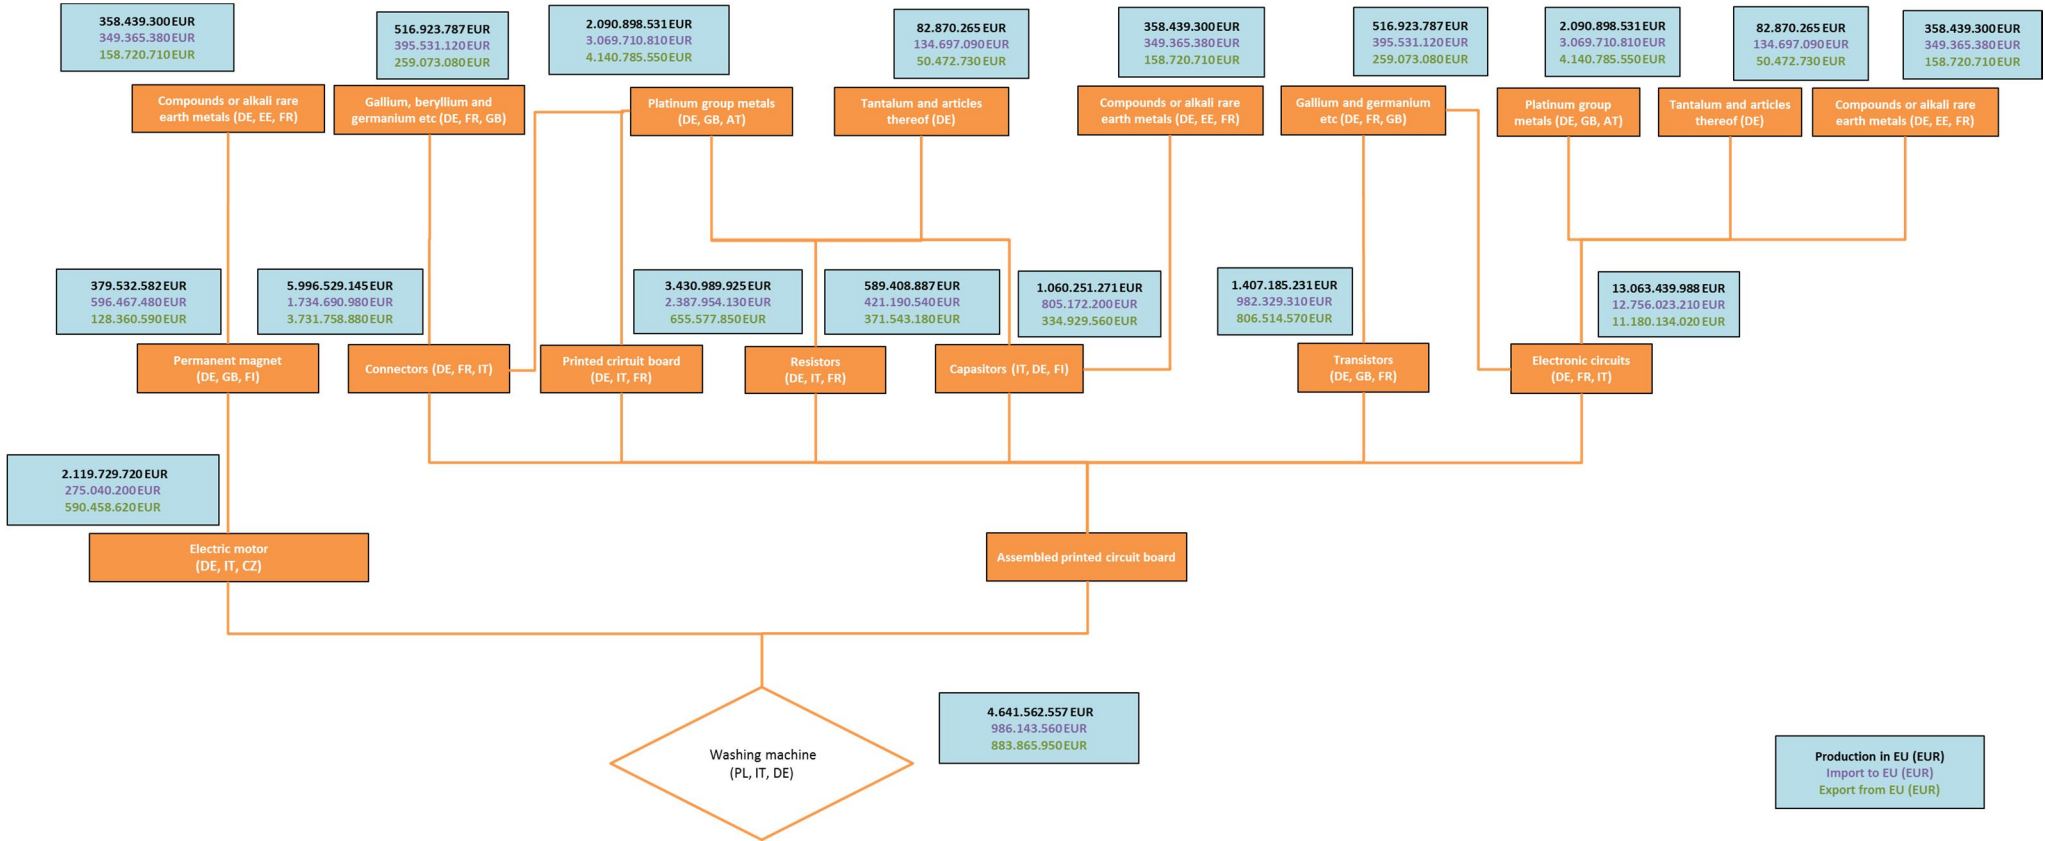 358.439.300 EUR
349.365.380 EUR
158.720.710 EUR
516.923.787 EUR
395.531.120 EUR
259.073.080 EUR
2.090.898.531 EUR
3.069.710.810 EUR
4.140.785.550 EUR
82.870.265 EUR
134.697.090 EUR
50.472.730 EUR
358.439.300 EUR
349.365.380 EUR
158.720.710 EUR
516.923.787 EUR
395.531.120 EUR
259.073.080 EUR
2.090.898.531 EUR
3.069.710.810 EUR
4.140.785.550 EUR
82.870.265 EUR
134.697.090 EUR
50.472.730 EUR
358.439.300 EUR
349.365.380 EUR
158.720.710 EUR
Compounds or alkali rare
earth metals (DE, EE, FR)
Gallium, beryllium and
germanium etc (DE, FR, GB)
Platinum group metals
(DE, GB, AT)
Tantalum and articles
thereof (DE)
Compounds or alkali rare
earth metals (DE, EE, FR)
Gallium and germanium
etc (DE, FR, GB)
Platinum group
metals (DE, GB, AT)
Tantalum and articles
thereof (DE)
Compounds or alkali rare
earth metals (DE, EE, FR)
379.532.582 EUR
596.467.480 EUR
128.360.590 EUR
5.996.529.145 EUR
1.734.690.980 EUR
3.731.758.880 EUR
3.430.989.925 EUR
2.387.954.130 EUR
655.577.850 EUR
589.408.887 EUR
421.190.540 EUR
371.543.180 EUR
1.060.251.271 EUR
805.172.200 EUR
334.929.560 EUR
1.407.185.231 EUR
982.329.310 EUR
806.514.570 EUR
13.063.439.988 EUR
12.756.023.210 EUR
11.180.134.020 EUR
Permanent magnet
(DE, GB, FI)
Connectors (DE, FR, IT)
Printed crirtuit board
(DE, IT, FR)
Resistors
(DE, IT, FR)
Capasitors (IT, DE, FI)
Transistors
(DE, GB, FR)
Electronic circuits
(DE, FR, IT)
2.119.729.720 EUR
275.040.200 EUR
590.458.620 EUR
Electric motor
(DE, IT, CZ)
Assembled printed circuit board
4.641.562.557 EUR
986.143.560 EUR
883.865.950 EUR
Washing machine
(PL, IT, DE)
Production in EU (EUR)
Import to EU (EUR)
Export from EU (EUR)